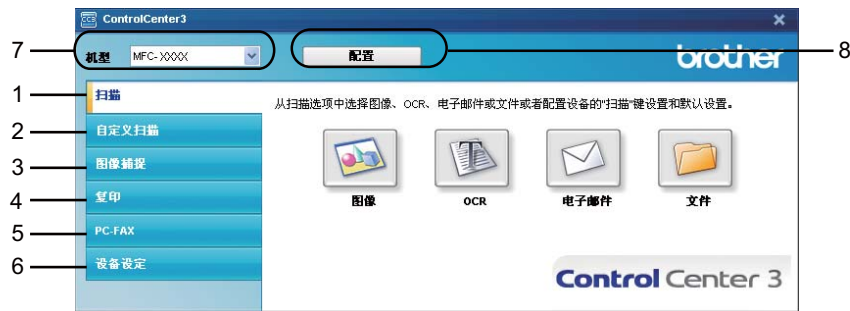 CCB ControlCenter3
7 机型 MFC-XXXX 配置 8
brother
1 扫描
从扫描选项中选择图像、OCR、电子邮件或文件或者配置设备的"扫描"键设置和默认设置。
2 自定义扫描
3 图像捕捉
4 复印
5 PC-FAX
6 设备设定
图像 OCR 电子邮件 文件
Control Center 3